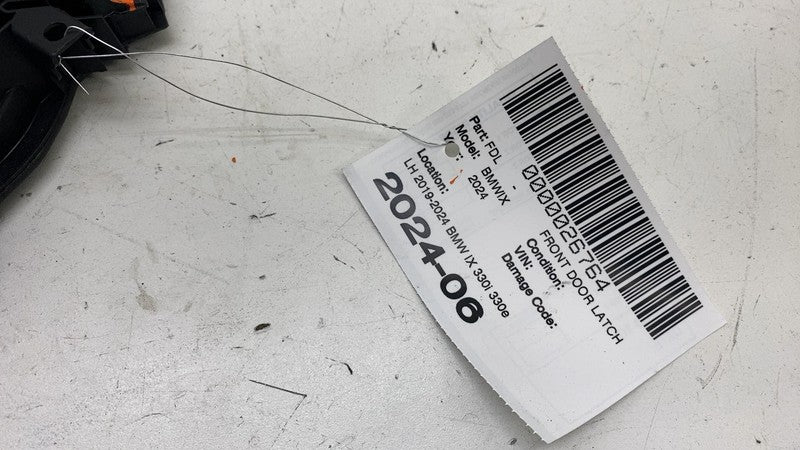 0000026764
Part: FDL - FRONT DOOR LATCH
Model: BMWIX Condition:
Year: 2024 VIN:
Location: Damage Code:
LH 2019-2024 BMW IX 330i 330e
2024-06